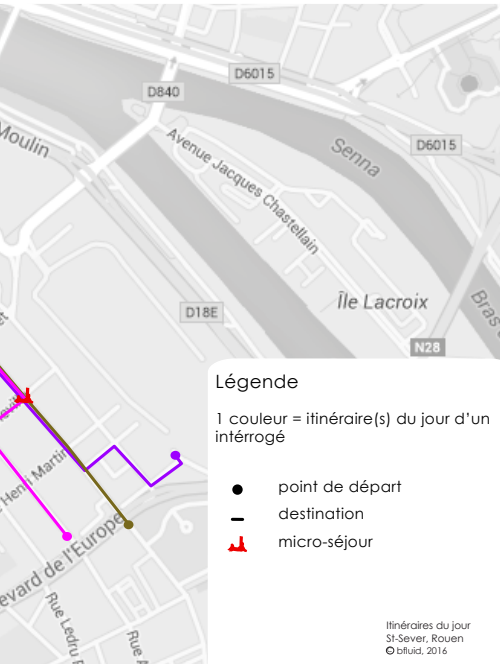 D6015
D840
D6015
Moulin
Avenue Jacques Chastellain
Senna
Île Lacroix
D18E
N28
Henri Martin
evard de l'Europe
Rue Ledru
Légende
1 couleur = itinéraire(s) du jour d'un
intérrogé
point de départ
destination
micro-séjour
Itinéraires du jour
St-Sever, Rouen
© bfluid, 2016